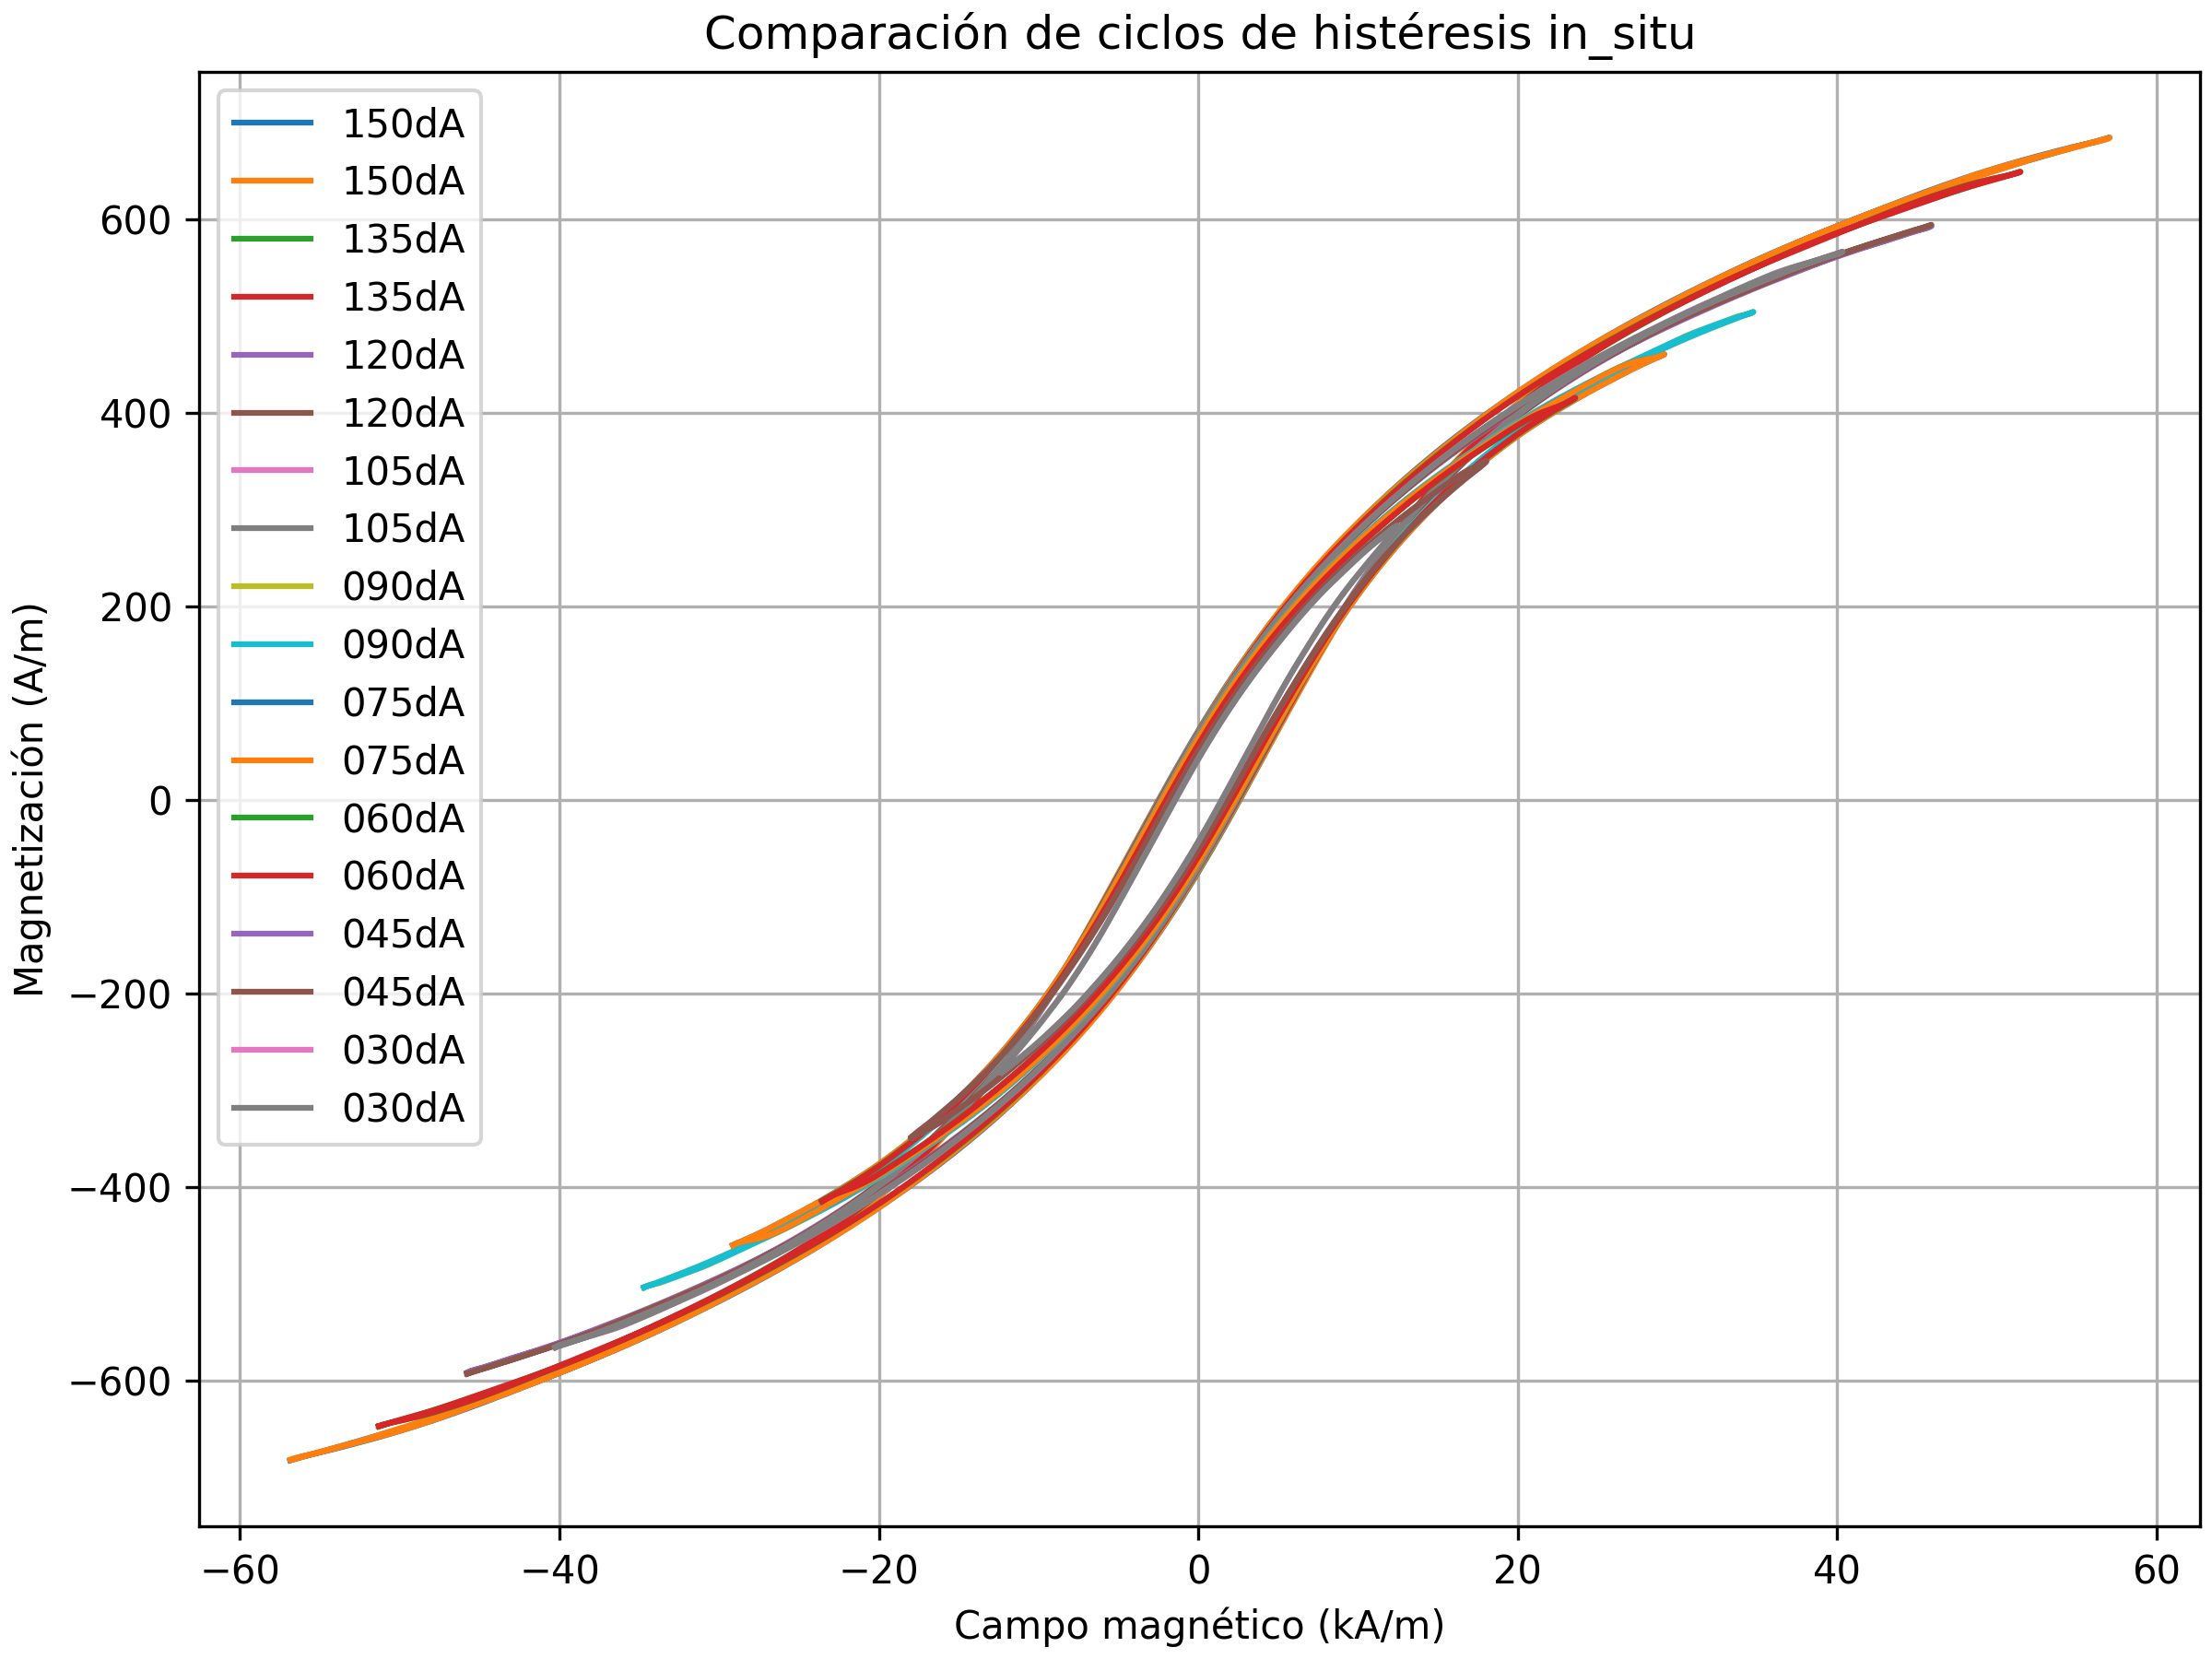 Comparación de ciclos de histéresis in_situ
150dA
150dA
135dA
135dA
120dA
120dA
105dA
105dA
090dA
090dA
075dA
075dA
060dA
060dA
045dA
045dA
030dA
030dA
Magnetización (A/m)
600
400
200
0
−200
−400
−600
−60
−40
−20
0
20
40
60
Campo magnético (kA/m)